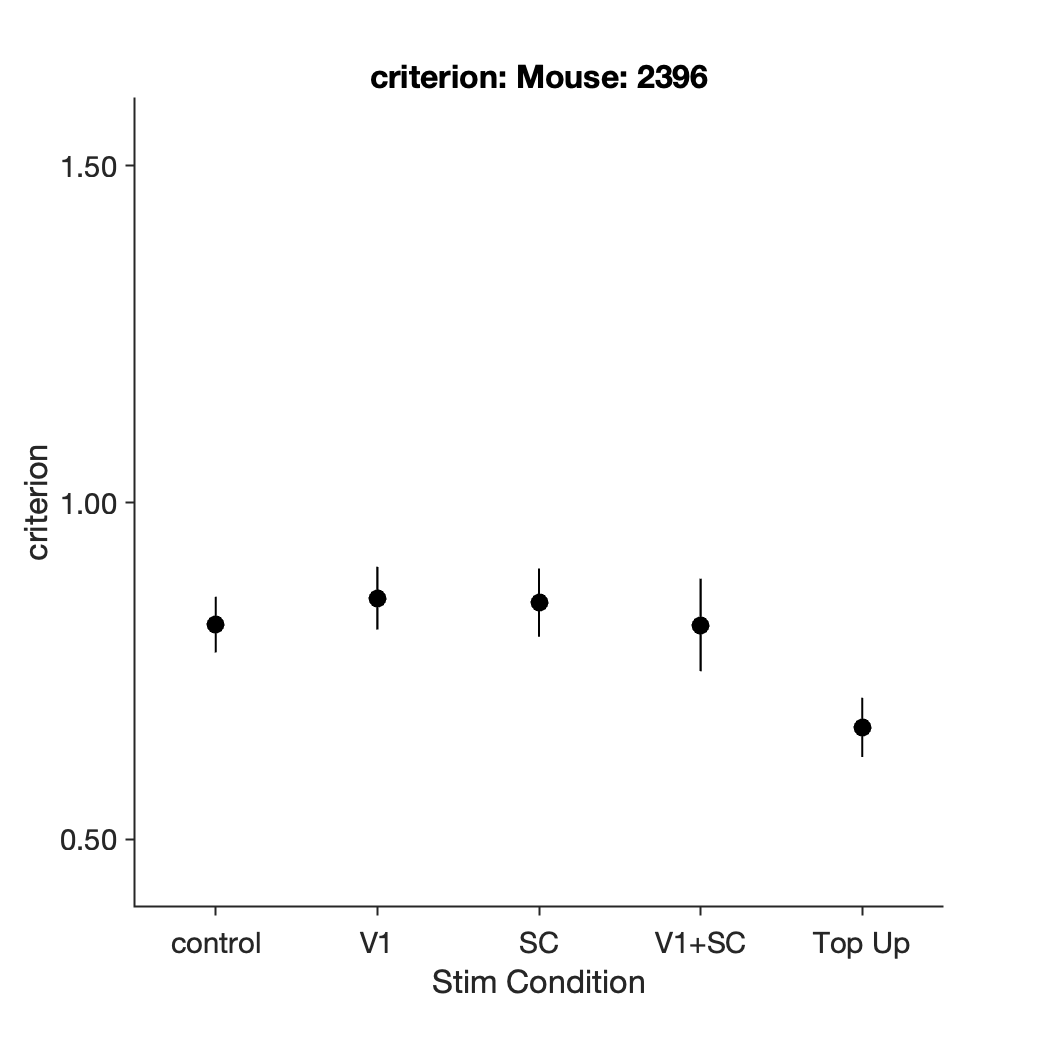 criterion: Mouse: 2396
criterion
1.50
1.00
0.50
control
V1
SC
V1+SC
Top Up
Stim Condition